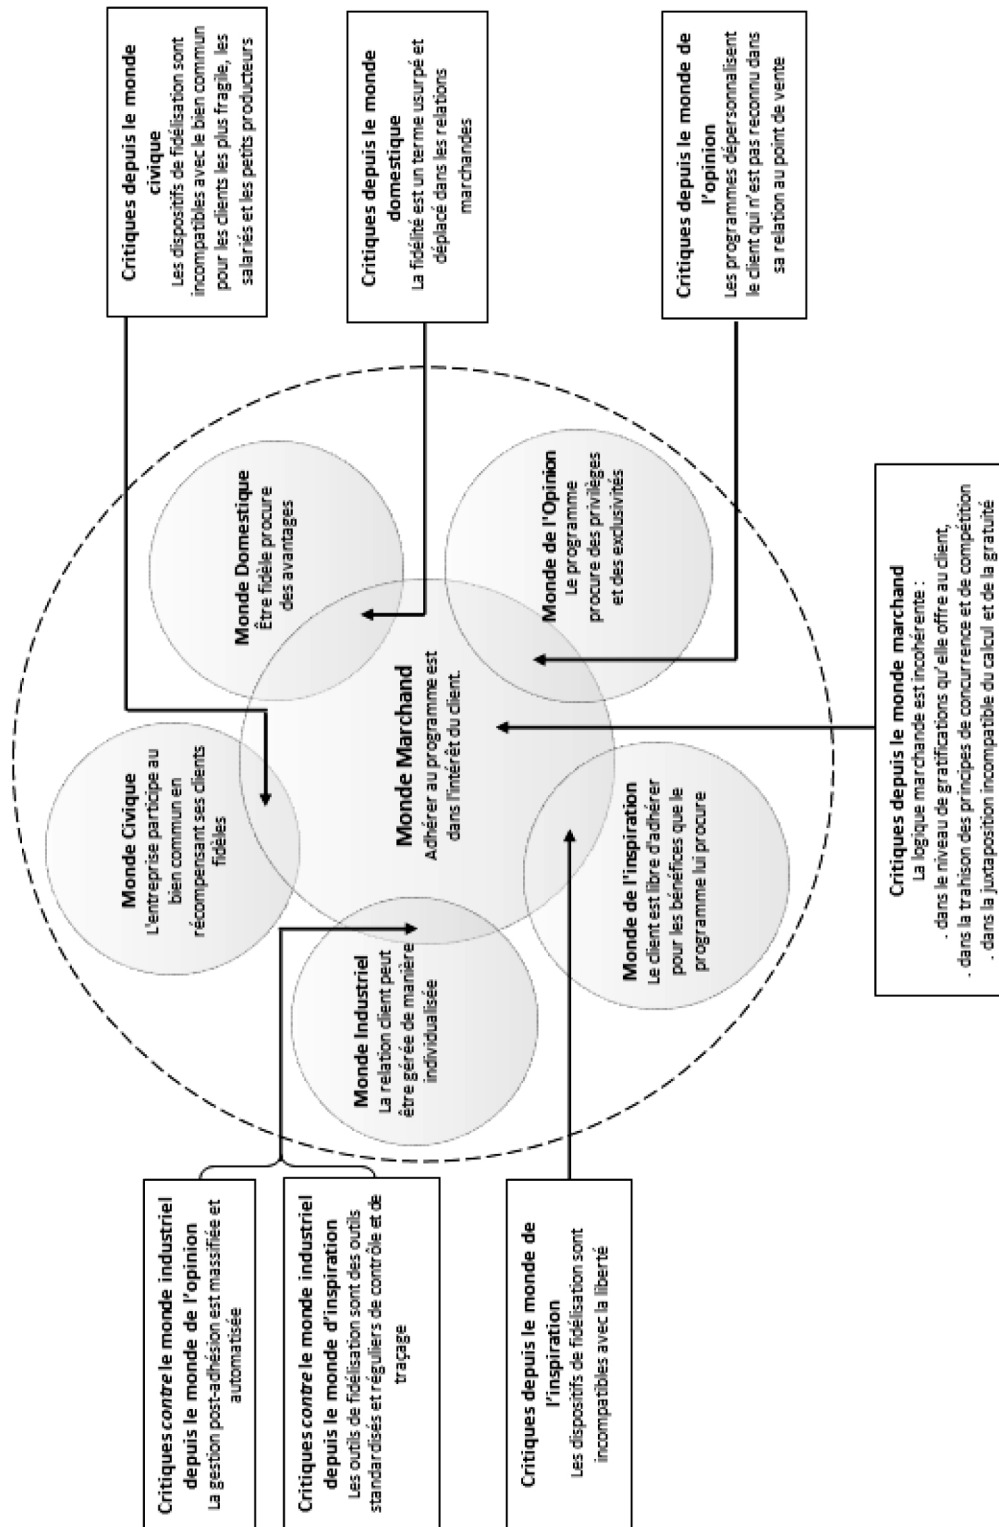 Critiques contre le monde industriel
depuis le monde de l'opinion
La gestion post-adhésion est massifiée et
automatisée
Critiques contre le monde industriel
depuis le monde d'inspiration
Les outils de fidélisation sont des outils
standardisés et réguliers de contrôle et de
traçage
Critiques depuis le monde de
l'inspiration
Les dispositifs de fidélisation sont
incompatibles avec la liberté
Monde Civique
L'entreprise participe au
bien commun en
récompensant ses clients
fidèles
Monde Domestique
Être fidèle procure
des avantages
Monde Industriel
La relation client peut
être gérée de manière
individualisée
Monde Marchand
Adhérer au programme est
dans l'intérêt du client.
Monde de l'Opinion
Le programme
procure des privilèges
et des exclusivités
Monde de l'inspiration
Le client est libre d'adhérer
pour les bénéfices que le
programme lui procure
Critiques depuis le monde
civique
Les dispositifs de fidélisation sont
incompatibles avec le bien commun
pour les clients les plus fragile, les
salariés et les petits producteurs
Critiques depuis le monde
domestique
La fidélité est un terme usurpé et
déplacé dans les relations
marchandes
Critiques depuis le monde de
l'opinion
Les programmes dépersonnalisent
le client qui n'est pas reconnu dans
sa relation au point de vente
Critiques depuis le monde marchand
La logique marchande est incohérente :
- dans le niveau de gratifications qu'elle offre au client,
- dans la trahison des principes de concurrence et de compétition
- dans la juxtaposition incompatible du calcul et de la gratuité